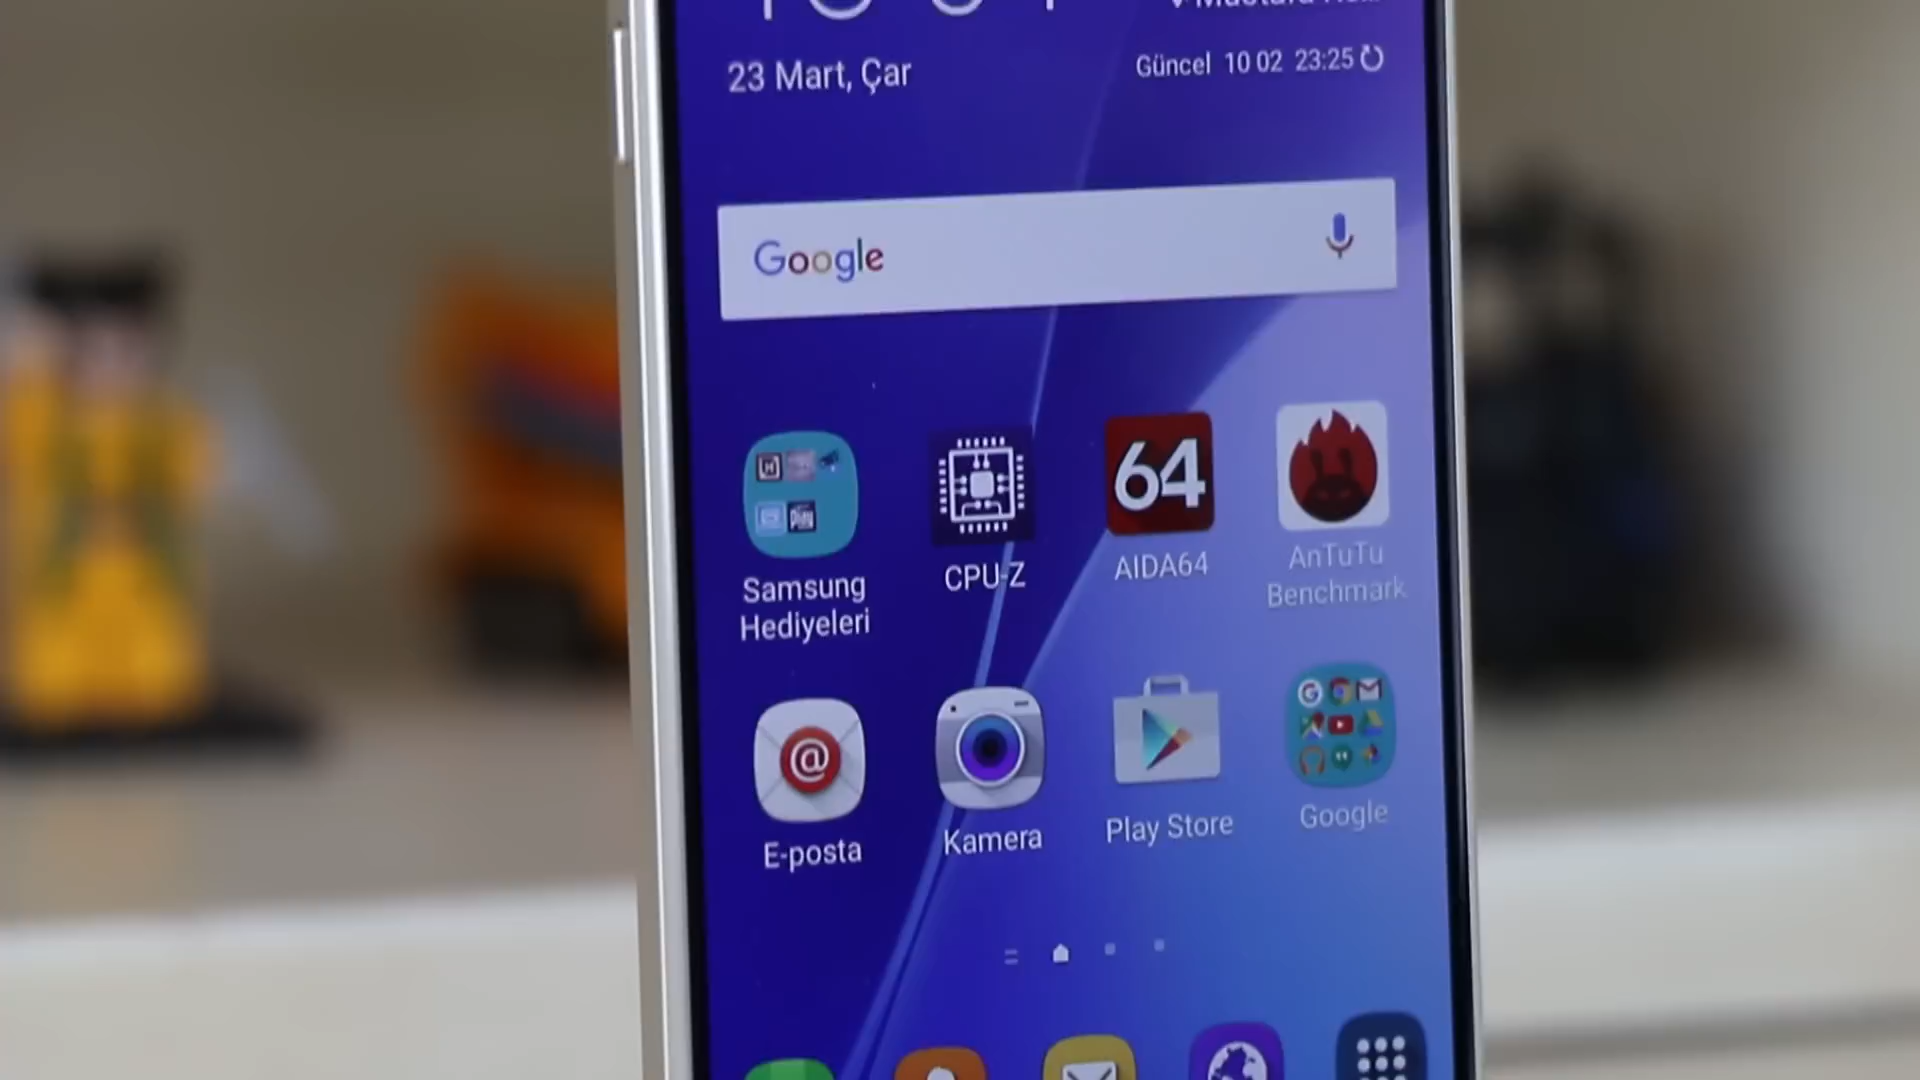 23 Mart, Çar
Güncel 10 02 23:25
Google
Samsung
Hediyeleri
CPU-Z
64
AIDA64
AnTuTu
Benchmark
@
E-posta
Kamera
Play Store
Google